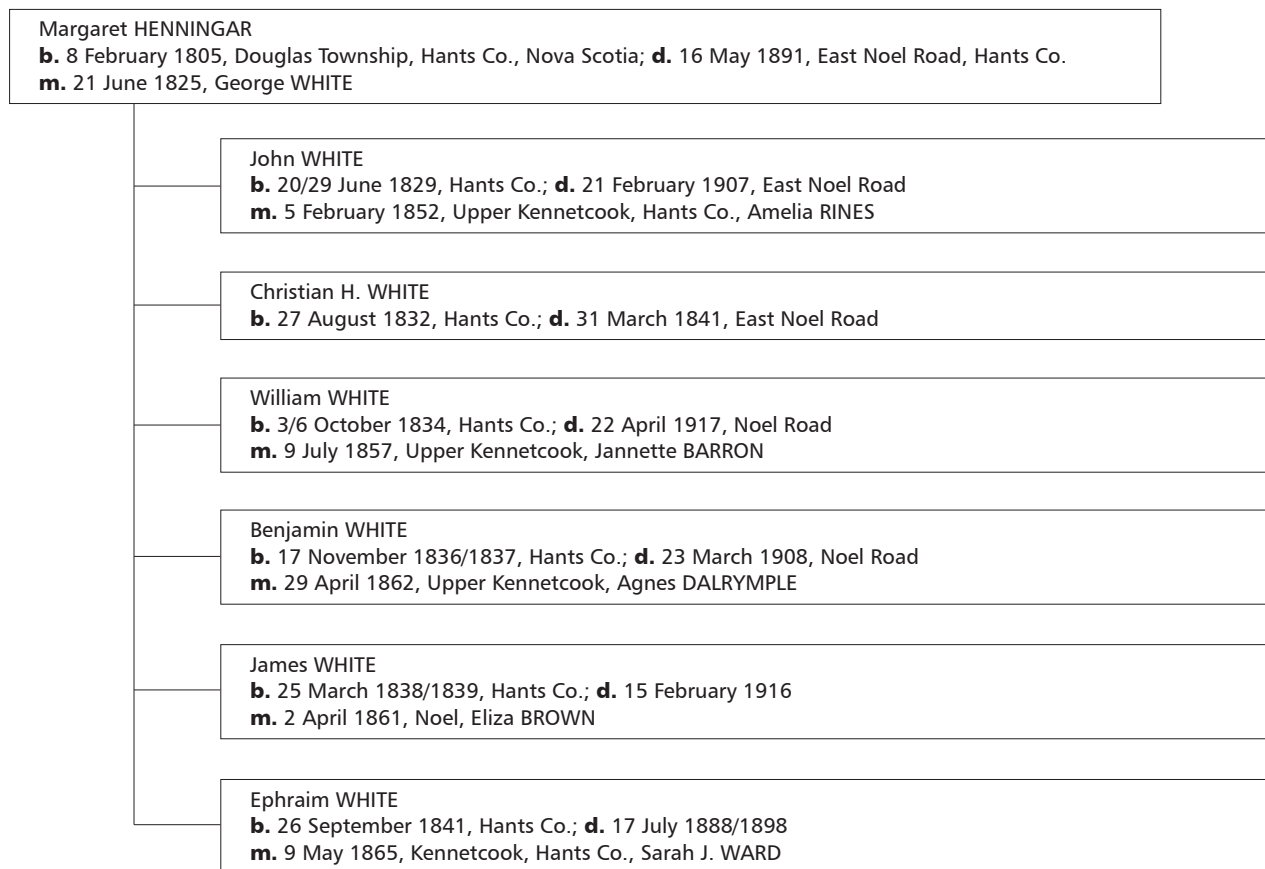 Margaret HENNINGAR
b. 8 February 1805, Douglas Township, Hants Co., Nova Scotia; d. 16 May 1891, East Noel Road, Hants Co.
m. 21 June 1825, George WHITE
John WHITE
b. 20/29 June 1829, Hants Co.; d. 21 February 1907, East Noel Road
m. 5 February 1852, Upper Kennetcook, Hants Co., Amelia RINES
Christian H. WHITE
b. 27 August 1832, Hants Co.; d. 31 March 1841, East Noel Road
William WHITE
b. 3/6 October 1834, Hants Co.; d. 22 April 1917, Noel Road
m. 9 July 1857, Upper Kennetcook, Jannette BARRON
Benjamin WHITE
b. 17 November 1836/1837, Hants Co.; d. 23 March 1908, Noel Road
m. 29 April 1862, Upper Kennetcook, Agnes DALRYMPLE
James WHITE
b. 25 March 1838/1839, Hants Co.; d. 15 February 1916
m. 2 April 1861, Noel, Eliza BROWN
Ephraim WHITE
b. 26 September 1841, Hants Co.; d. 17 July 1888/1898
m. 9 May 1865, Kennetcook, Hants Co., Sarah J. WARD